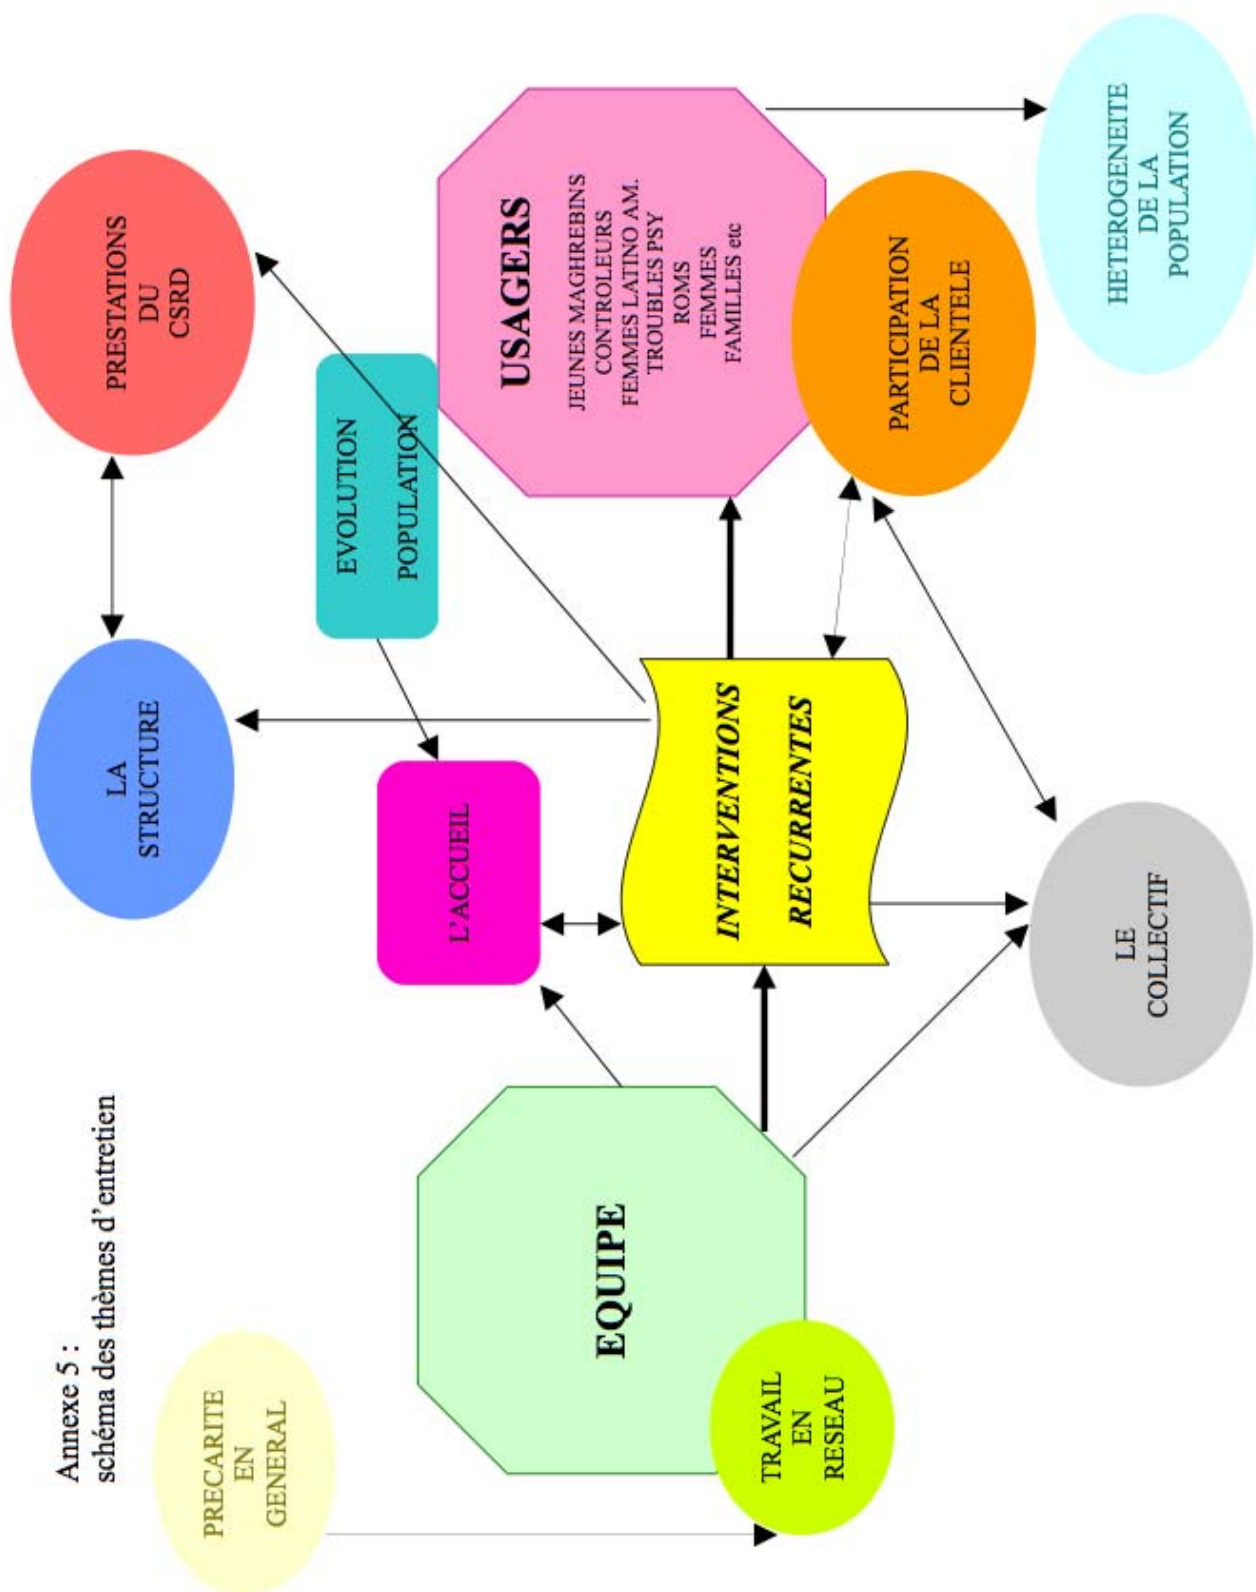 Annexe 5 :
schéma des thèmes d'entretien
PRECARITE
EN
GENERAL
LA
STRUCTURE
PRESTATIONS
DU
CSRD
EVOLUTION
POPULATION
L'ACCUEIL
EQUIPE
TRAVAIL
EN
RESEAU
INTERVENTIONS
RECURRENTES
USAGERS
JEUNES MAGHREBINS
CONTROLEURS
FEMMES LATINO AM.
TROUBLES PSY
ROMS
FEMMES
FAMILLES etc
PARTICIPATION
DE LA
CLIENTELE
LE
COLLECTIF
HETEROGENEITE
DE LA
POPULATION